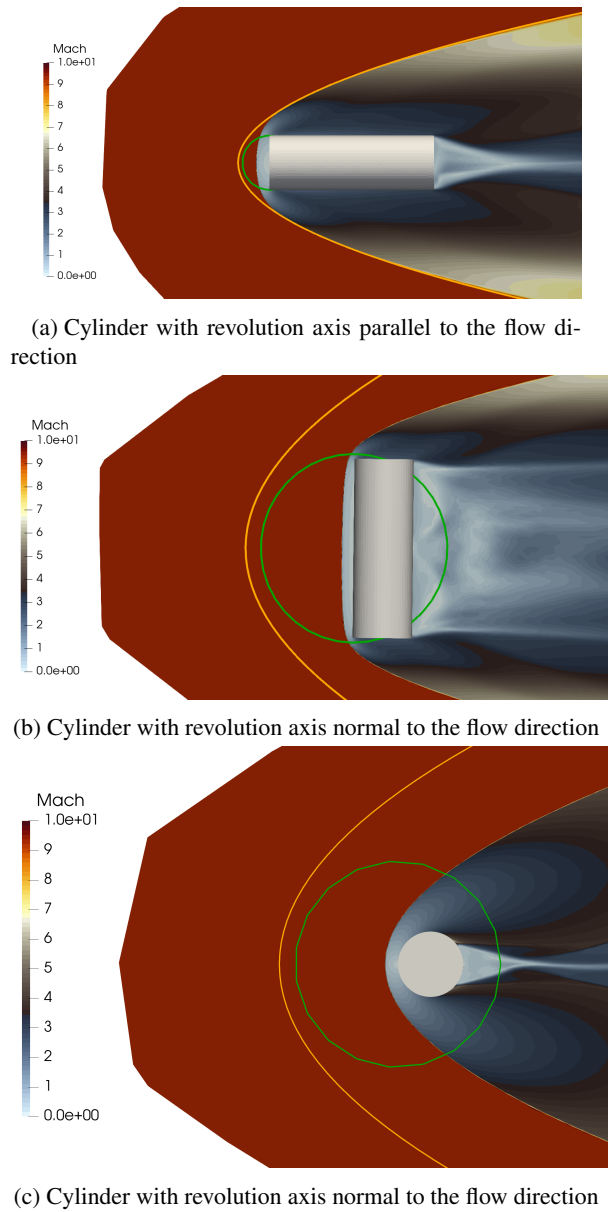 Mach
1.0e+01
9
8
7
6
5
4
3
2
1
0.0e+00
(a) Cylinder with revolution axis parallel to the flow di-
rection
Mach
1.0e+01
9
8
7
6
5
4
3
2
1
0.0e+00
(b) Cylinder with revolution axis normal to the flow direction
Mach
1.0e+01
9
8
7
6
5
4
3
2
1
0.0e+00
(c) Cylinder with revolution axis normal to the flow direction